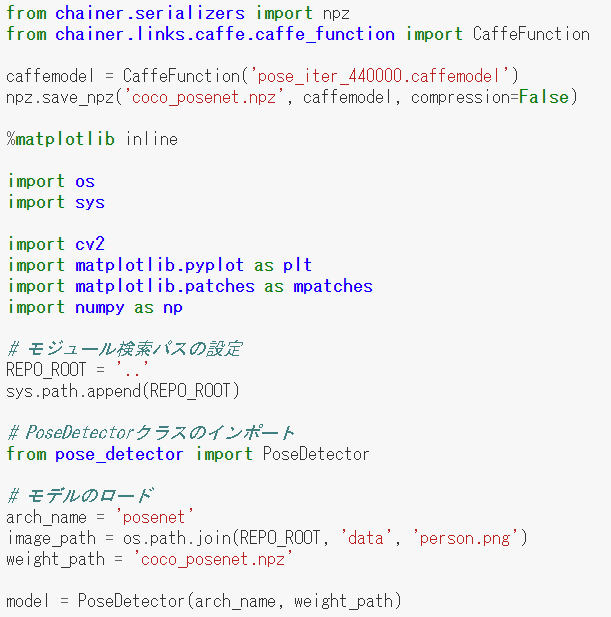 from chainer.serializers import npz
from chainer.links.caffe.caffe_function import CaffeFunction
caffemodel = CaffeFunction('pose_iter_440000.caffemodel')
npz.save_npz('coco_posenet.npz', caffemodel, compression=False)
%matplotlib inline
import os
import sys
import cv2
import matplotlib.pyplot as plt
import matplotlib.patches as mpatches
import numpy as np
# モジュール検索パスの設定
REPO_ROOT = '..'
sys.path.append(REPO_ROOT)
# PoseDetectorクラスのインポート
from pose_detector import PoseDetector
# モデルのロード
arch_name = 'posenet'
image_path = os.path.join(REPO_ROOT, 'data', 'person.png')
weight_path = 'coco_posenet.npz'
model = PoseDetector(arch_name, weight_path)